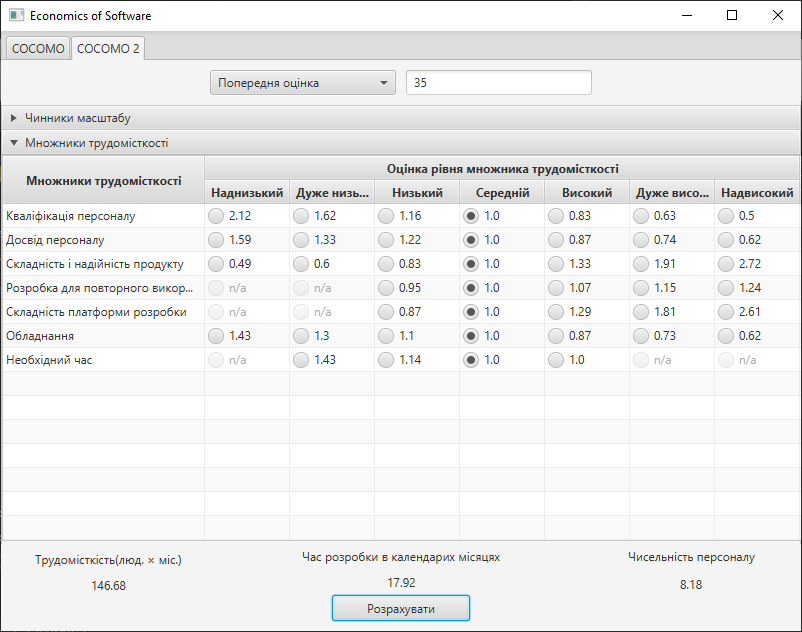 Economics of Software
COCOMO COCOMO 2
Попередня оцінка 35
Чинники масштабу
Множники трудомісткості
Множники трудомісткості Оцінка рівня множника трудомісткості
Наднизький Дуже низь... Низький Середній Високий Дуже висо... Надвисокий
Кваліфікація персоналу 2.12 1.62 1.16 1.0 0.83 0.63 0.5
Досвід персоналу 1.59 1.33 1.22 1.0 0.87 0.74 0.62
Складність і надійність продукту 0.49 0.6 0.83 1.0 1.33 1.91 2.72
Розробка для повторного викор... n/a n/a 0.95 1.0 1.07 1.15 1.24
Складність платформи розробки n/a n/a 0.87 1.0 1.29 1.81 2.61
Обладнання 1.43 1.3 1.1 1.0 0.87 0.73 0.62
Необхідний час n/a 1.43 1.14 1.0 1.0 n/a n/a
Трудомісткість(люд. × міс.) Час розробки в календарих місяцях Чисельність персоналу
146.68 17.92 8.18
Розрахувати